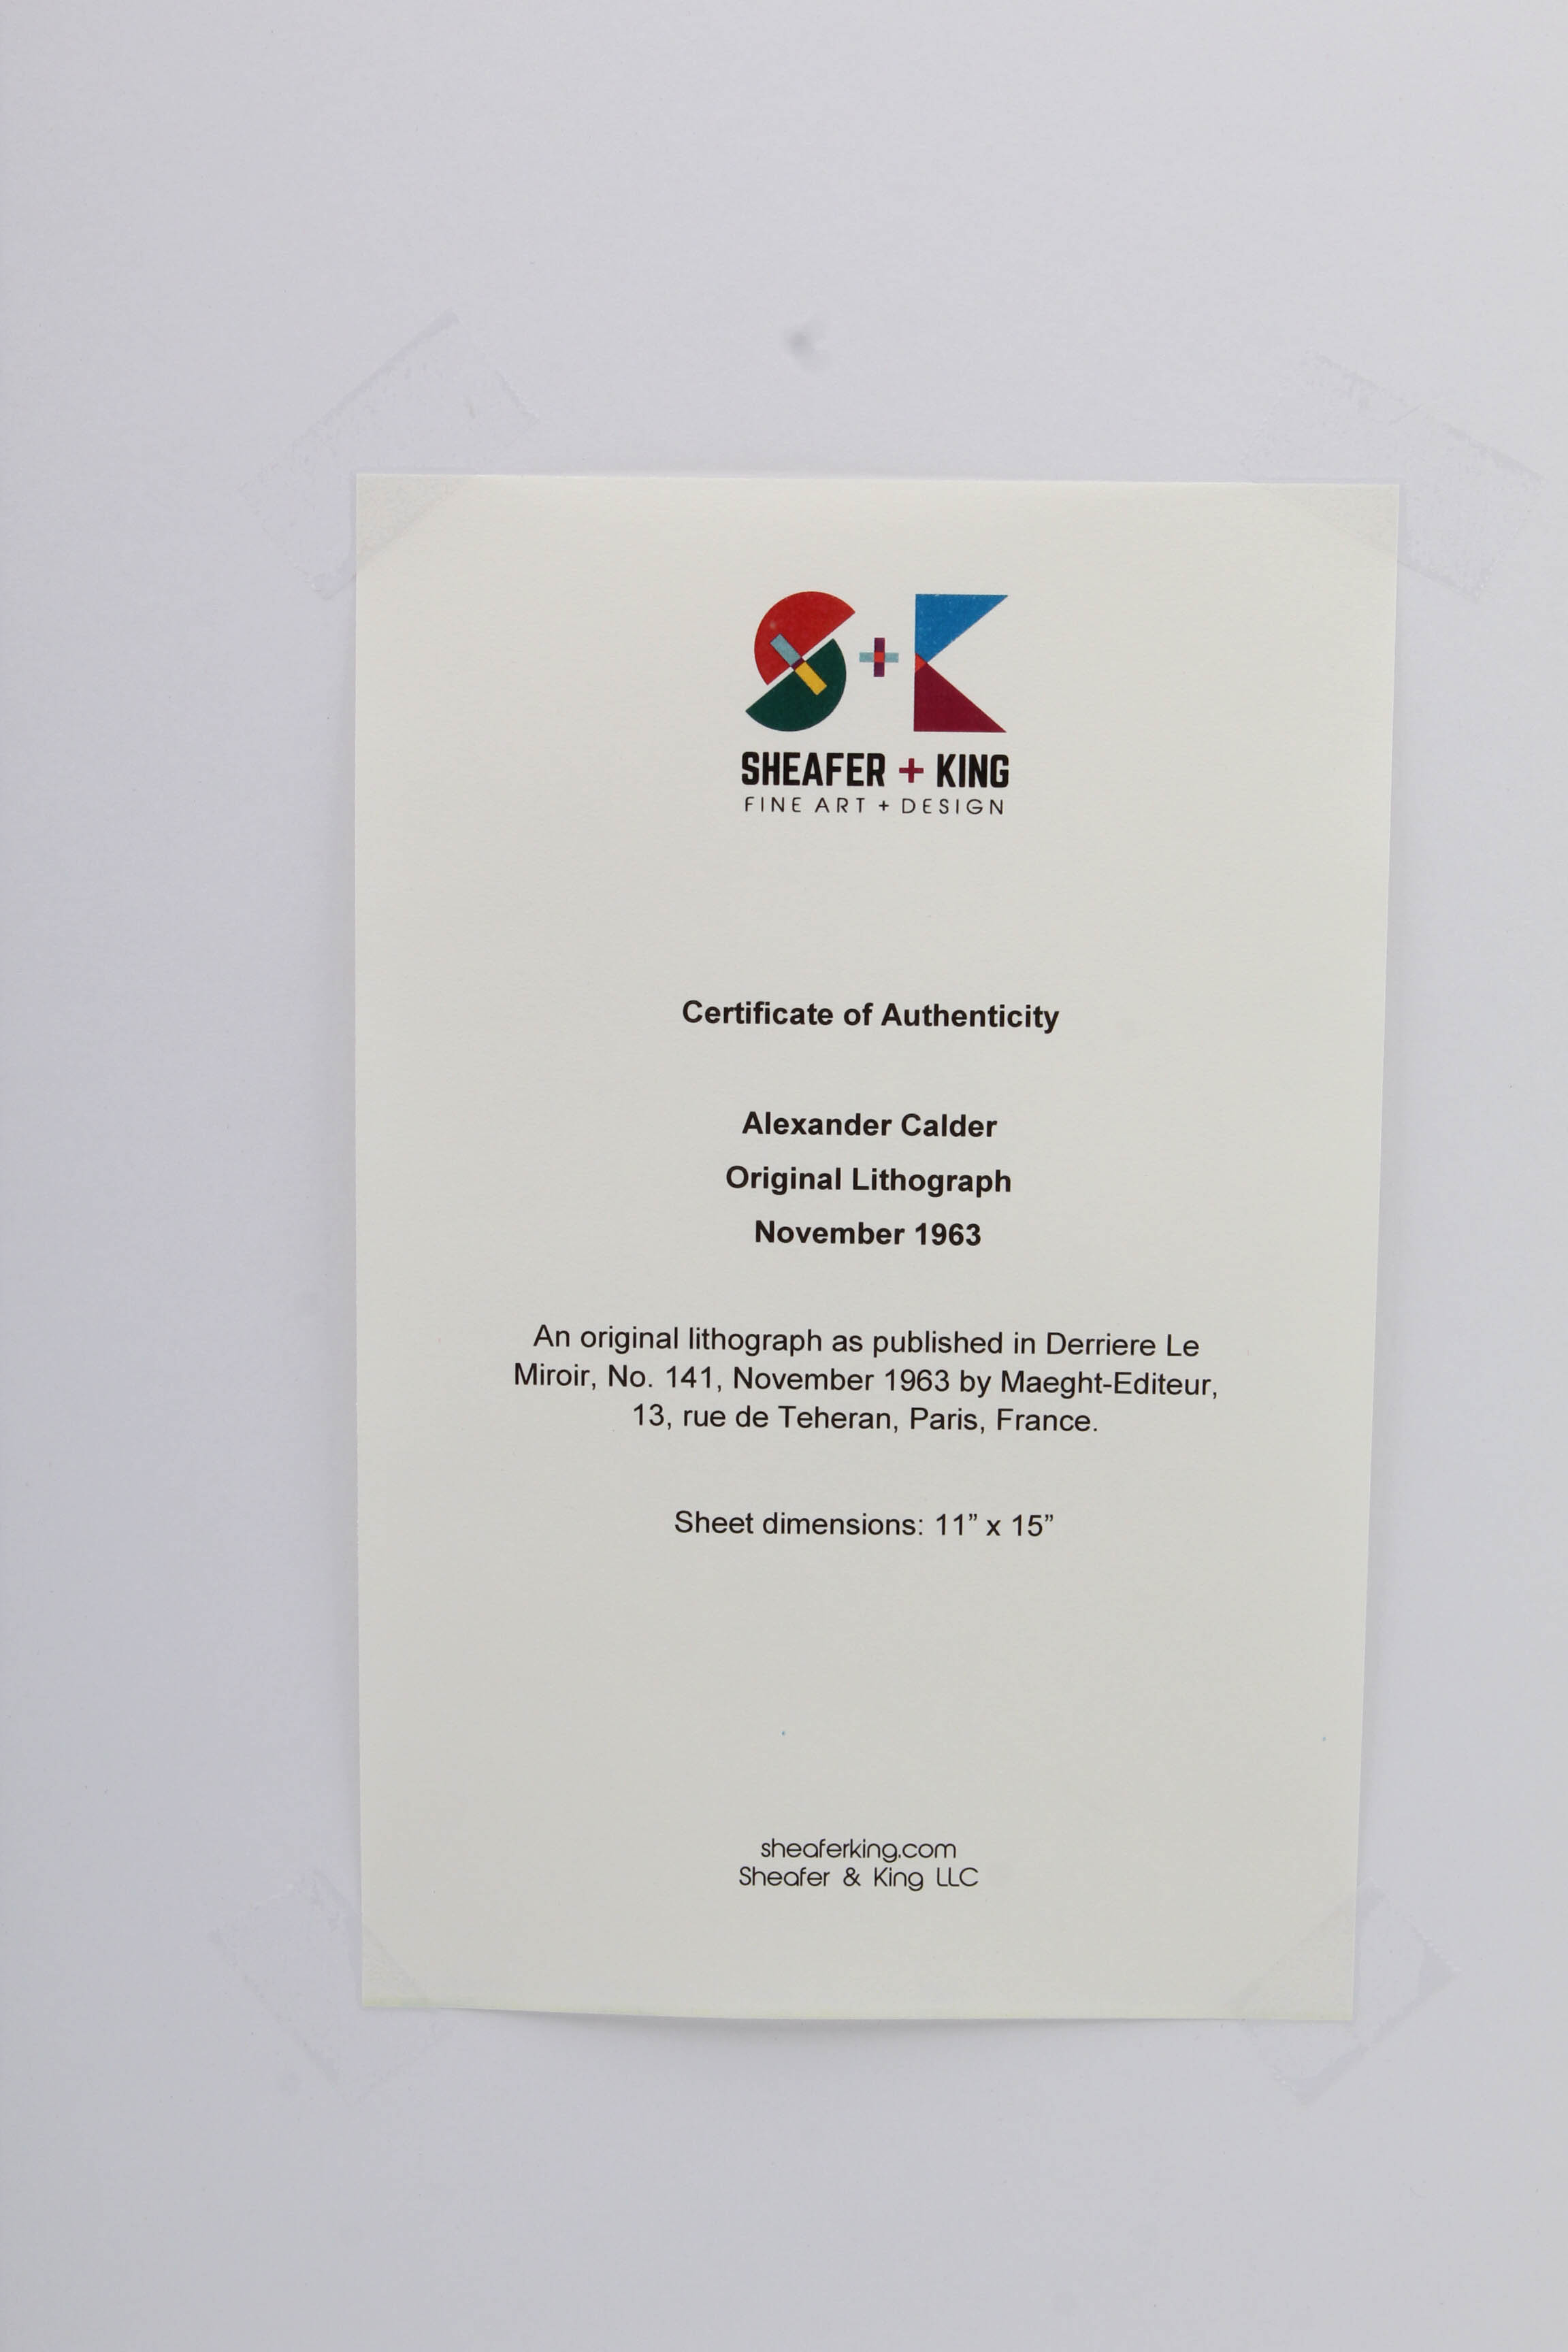 S+K
SHEAFER + KING
FINE ART + DESIGN
Certificate of Authenticity
Alexander Calder
Original Lithograph
November 1963
An original lithograph as published in Derriere Le
Miroir, No. 141, November 1963 by Maeght-Editeur,
13, rue de Teheran, Paris, France.
Sheet dimensions: 11” x 15”
sheaferking.com
Sheafer & King LLC